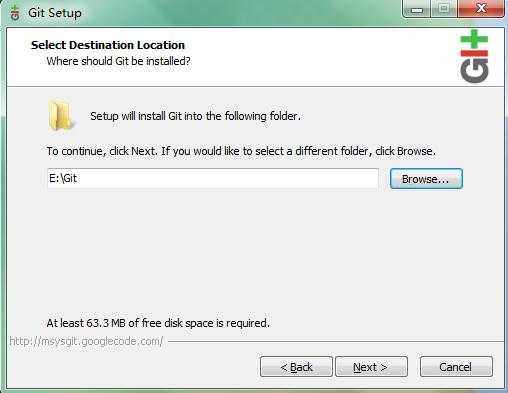 Git Setup
Select Destination Location
Where should Git be installed?
Git
Setup will install Git into the following folder.
To continue, click Next. If you would like to select a different folder, click Browse.
E:\Git
Browse...
At least 63.3 MB of free disk space is required.
http://msysgit.googlecode.com/
< Back
Next >
Cancel